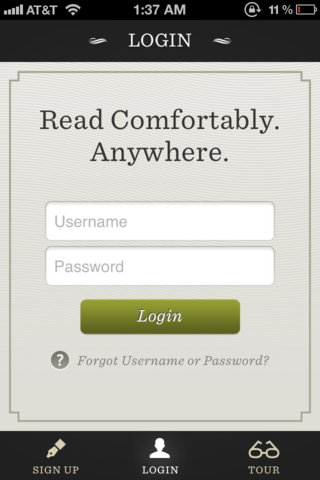 AT&T 1:37 AM 11 %
LOGIN
Read Comfortably.
Anywhere.
Username
Password
Login
? Forgot Username or Password?
SIGN UP LOGIN TOUR